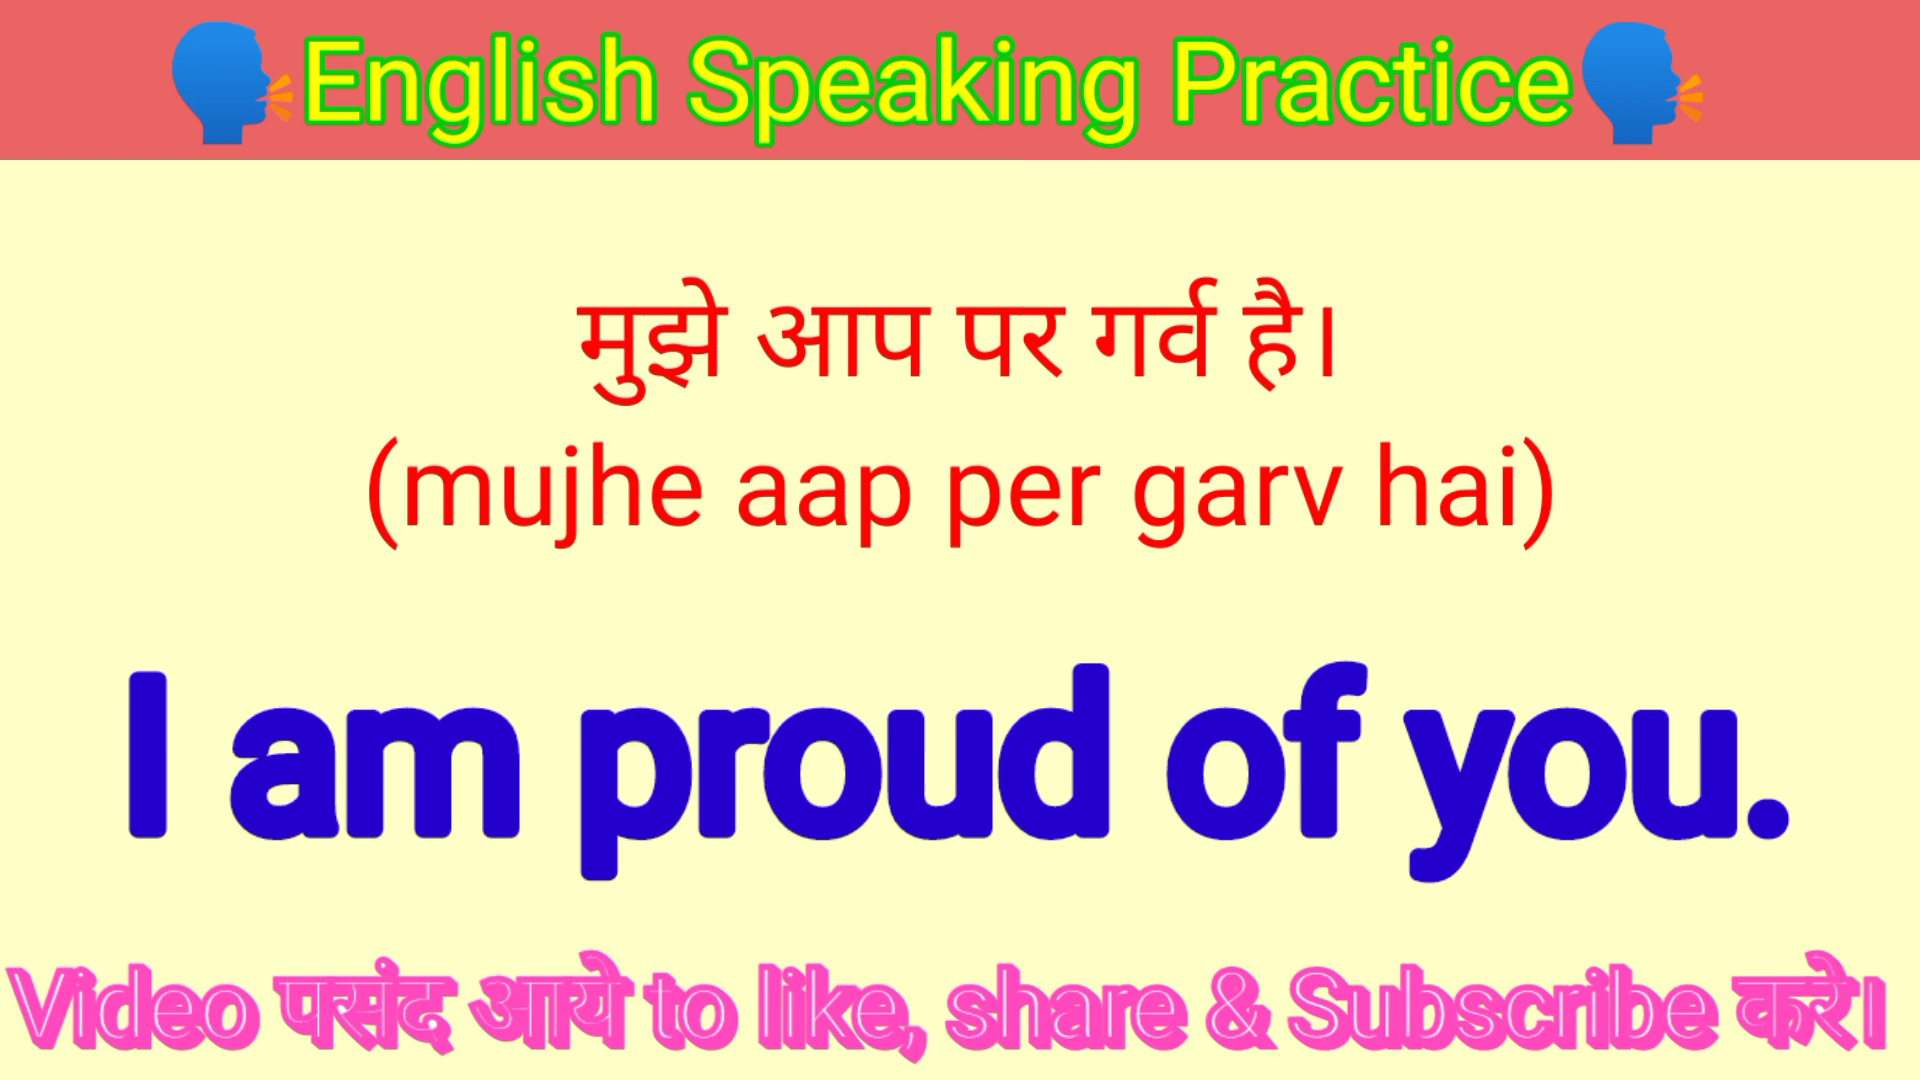 English Speaking Practice
मुझे आप पर गर्व है।
(mujhe aap per garv hai)
I am proud of you.
Video पसंद आये to like, share & Subscribe करे।